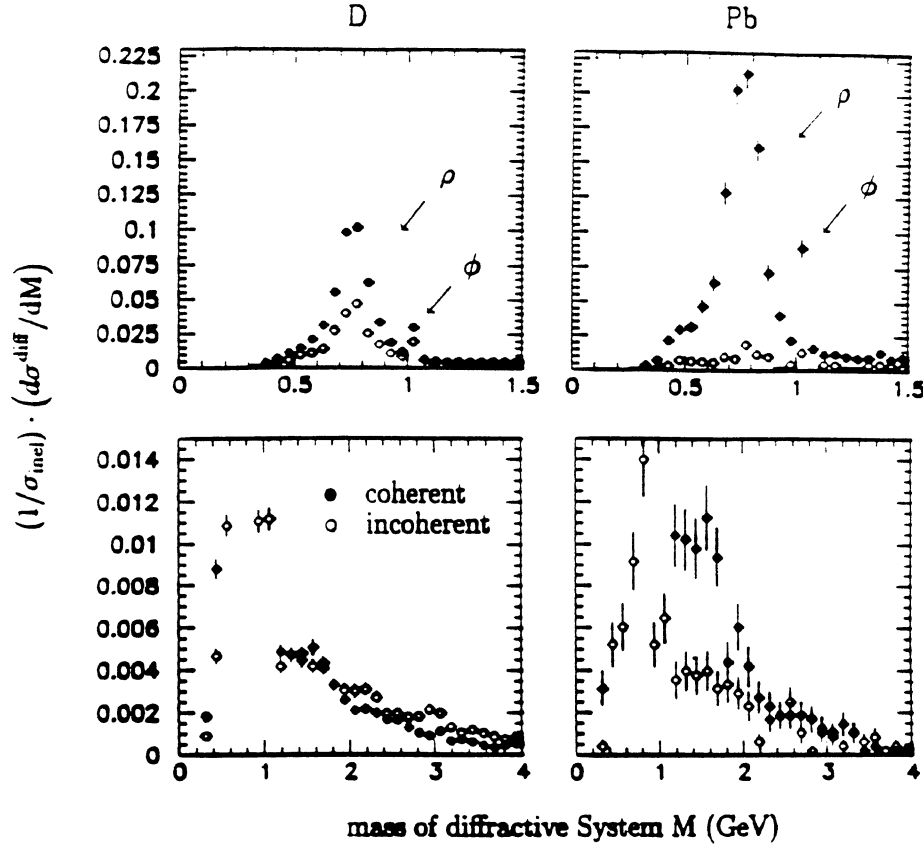 D
Pb
0.225
0.2
0.175
0.15
0.125
0.1
0.075
0.05
0.025
0
ρ
ϕ
0 0.5 1 1.5
ρ
ϕ
0 0.5 1 1.5
(1/σ_inel) · (dσ^diff/dM)
0.014
0.012
0.01
0.008
0.006
0.004
0.002
0
coherent
incoherent
0 1 2 3 4
0 1 2 3 4
mass of diffractive System M (GeV)